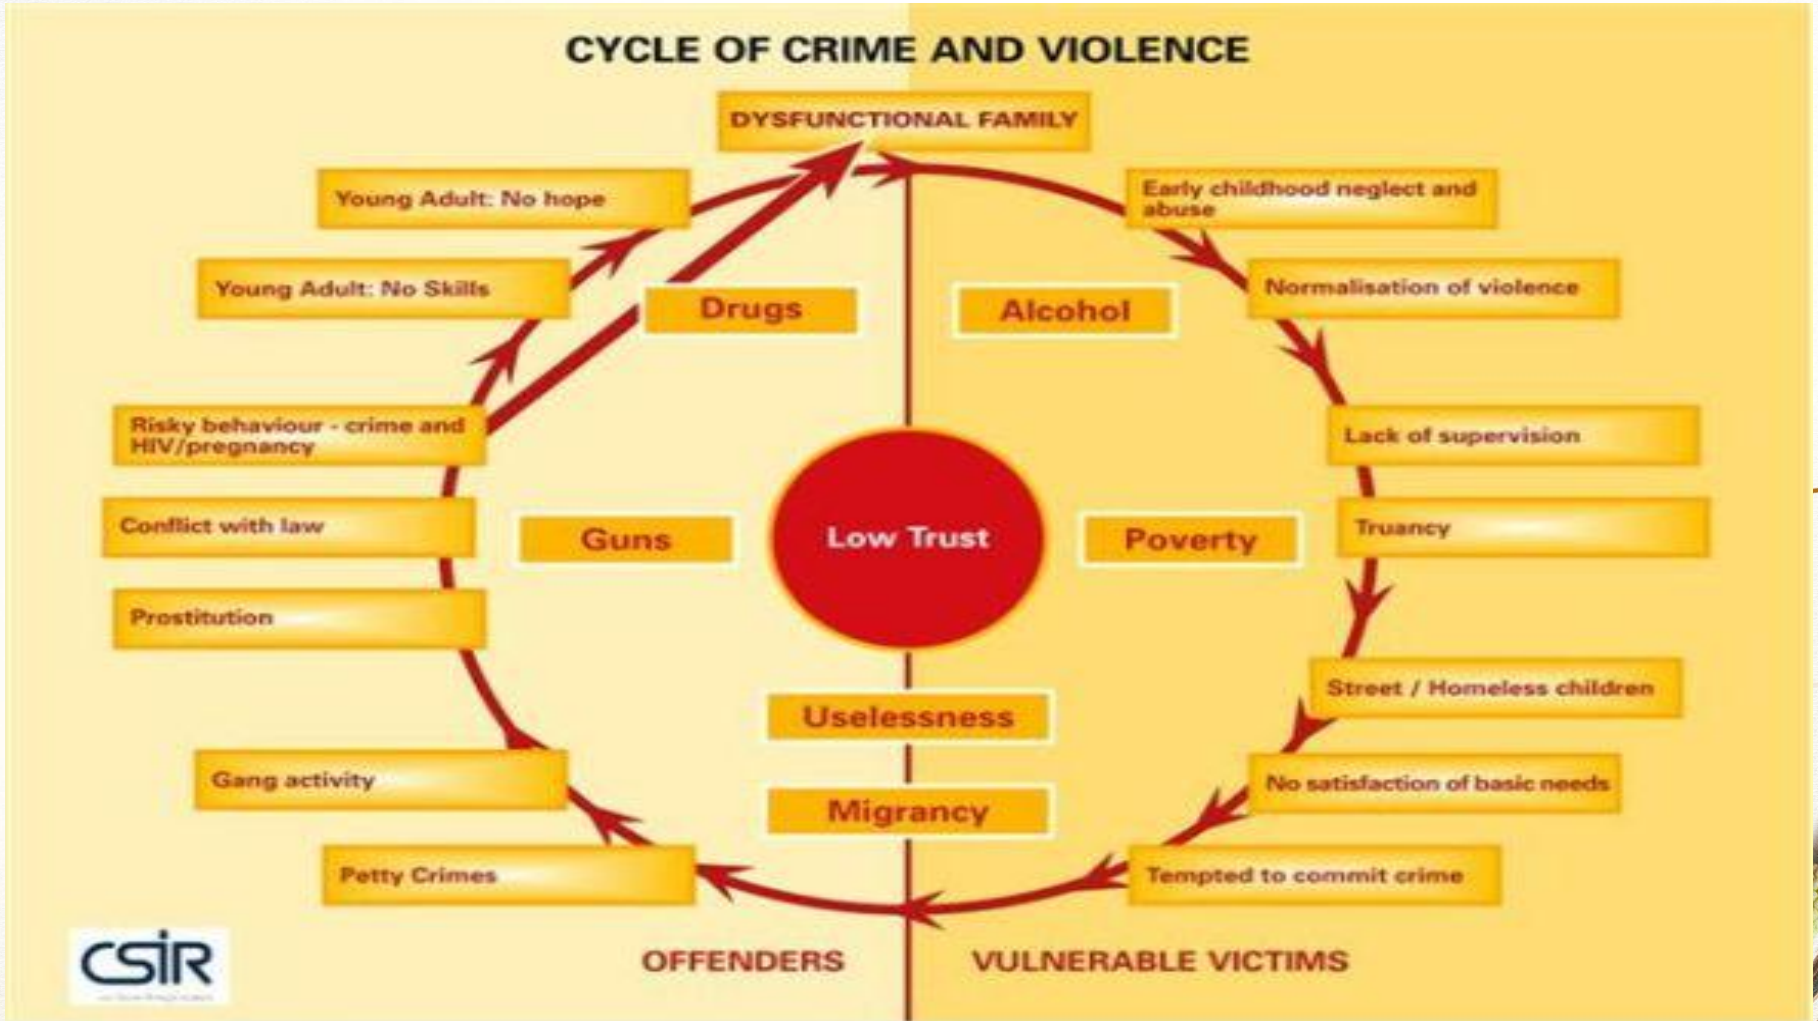 CYCLE OF CRIME AND VIOLENCE
DYSFUNCTIONAL FAMILY
Early childhood neglect and
abuse
Normalisation of violence
Lack of supervision
Truancy
Street / Homeless children
No satisfaction of basic needs
Tempted to commit crime
Petty Crimes
Gang activity
Prostitution
Conflict with law
Risky behaviour - crime and
HIV/pregnancy
Young Adult: No Skills
Young Adult: No hope
Drugs
Alcohol
Guns
Low Trust
Poverty
Uselessness
Migrancy
OFFENDERS
VULNERABLE VICTIMS
CSIR